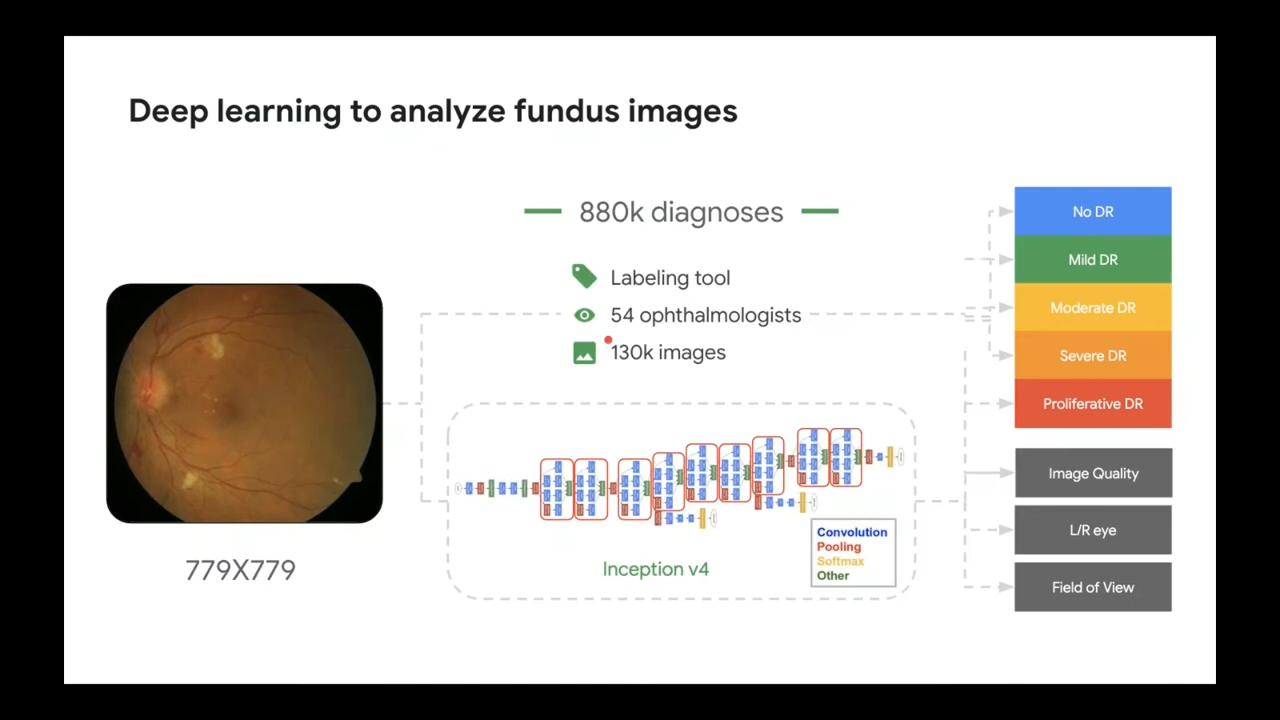 Deep learning to analyze fundus images
880k diagnoses
Labeling tool
54 ophthalmologists
130k images
779X779
Inception v4
Convolution
Pooling
Softmax
Other
No DR
Mild DR
Moderate DR
Severe DR
Proliferative DR
Image Quality
L/R eye
Field of View